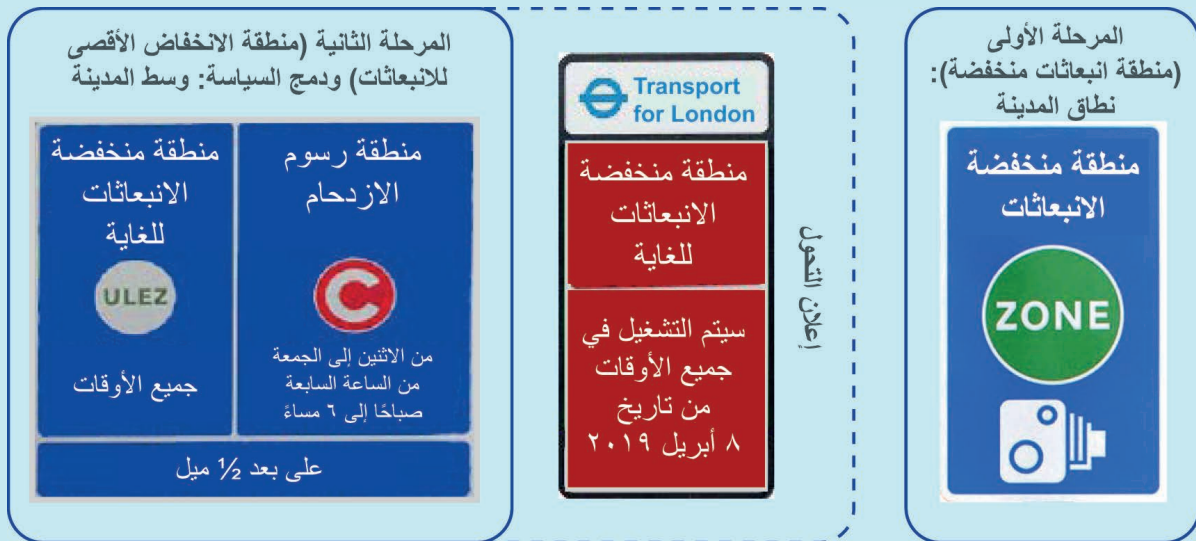 المرحلة الأولى
(منطقة انبعاثات منخفضة):
نطاق المدينة
منطقة منخفضة
الانبعاثات
ZONE
إعلان التحول
Transport
for London
منطقة منخفضة
الانبعاثات
للغاية
سيتم التشغيل في
جميع الأوقات
من تاريخ
٨ أبريل ٢٠١٩
المرحلة الثانية (منطقة الانخفاض الأقصى
للانبعاثات) ودمج السياسة: وسط المدينة
منطقة رسوم
الازدحام
C
من الاثنين إلى الجمعة
من الساعة السابعة
صباحًا إلى ٦ مساءً
منطقة منخفضة
الانبعاثات
للغاية
ULEZ
جميع الأوقات
على بعد ½ ميل